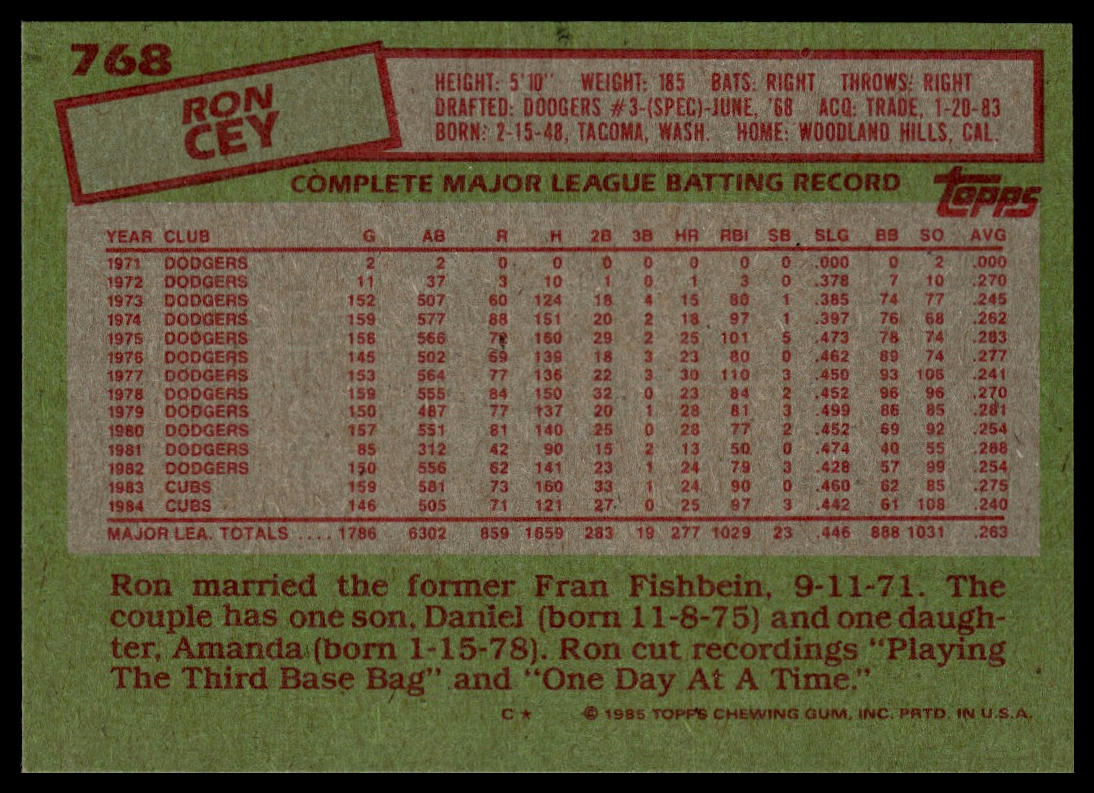 768
RON
CEY
HEIGHT: 5'10" WEIGHT: 185 BATS: RIGHT THROWS: RIGHT
DRAFTED: DODGERS #3-(SPEC)-JUNE, '68 ACQ: TRADE, 1-20-83
BORN: 2-15-48, TACOMA, WASH. HOME: WOODLAND HILLS, CAL.
COMPLETE MAJOR LEAGUE BATTING RECORD
Topps
YEAR CLUB G AB R H 2B 3B HR RBI SB SLG BB SO AVG
1971 DODGERS 2 2 0 0 0 0 0 0 0 .000 0 2 .000
1972 DODGERS 11 37 3 10 1 0 1 3 0 .378 7 10 .270
1973 DODGERS 152 507 60 124 18 4 15 80 1 .385 74 77 .245
1974 DODGERS 159 577 88 151 20 2 18 97 1 .397 76 68 .262
1975 DODGERS 158 566 160 29 2 25 101 5 .473 78 74 .283
1976 DODGERS 145 502 69 139 18 3 23 80 0 .462 89 74 .277
1977 DODGERS 153 564 77 136 22 3 30 110 3 .450 93 106 .241
1978 DODGERS 159 555 84 150 32 0 23 84 2 .452 96 96 .270
1979 DODGERS 150 487 77 137 20 1 28 81 3 .499 86 85 .281
1980 DODGERS 157 551 81 140 25 0 28 77 2 .452 69 92 .254
1981 DODGERS 85 312 42 90 15 2 13 50 0 .474 40 55 .288
1982 DODGERS 150 556 62 141 23 1 24 79 3 .428 57 99 .254
1983 CUBS 159 581 73 160 33 1 24 90 0 .460 62 85 .275
1984 CUBS 146 505 71 121 27 0 25 97 3 .442 61 108 .240
MAJOR LEA. TOTALS .... 1786 6302 859 1659 283 19 277 1029 23 .446 888 1031 .263
Ron married the former Fran Fishbein, 9-11-71. The
couple has one son, Daniel (born 11-8-75) and one daugh-
ter, Amanda (born 1-15-78). Ron cut recordings "Playing
The Third Base Bag" and "One Day At A Time."
C★ © 1985 TOPPS CHEWING GUM, INC. PRTD. IN U.S.A.